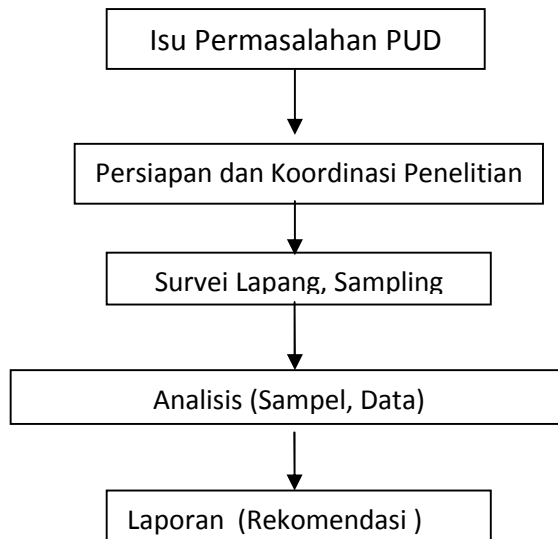 Isu Permasalahan PUD
Persiapan dan Koordinasi Penelitian
Survei Lapang, Sampling
Analisis (Sampel, Data)
Laporan (Rekomendasi )